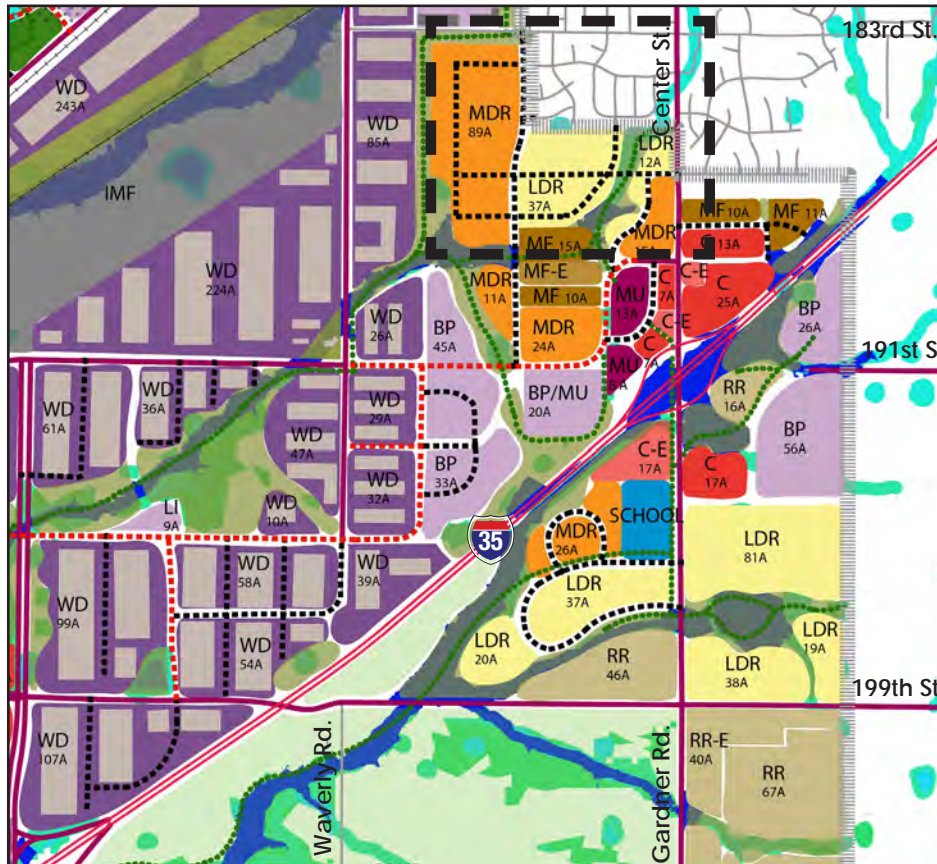 183rd St.
Center St.
WD
243A
WD
85A
MDR
89A
LDR
12A
IMF
LDR
37A
MF 10A
MF 11A
MDR
MF 15A
C 13A
WD
224A
MDR
11A
MF-E
MF 10A
MU
13A
C
7A
C-E
C
25A
WD
26A
BP
45A
MDR
24A
C-E
BP
26A
C
7A
191st S
MU
WD
61A
WD
36A
WD
29A
BP/MU
20A
RR
16A
WD
47A
BP
33A
C-E
17A
C
17A
BP
56A
WD
32A
LI
9A
WD
10A
SCHOOL
35
MDR
26A
LDR
81A
WD
99A
WD
58A
WD
39A
LDR
37A
WD
54A
LDR
20A
RR
46A
LDR
38A
LDR
19A
199th St
WD
107A
Waverly Rd.
Gardner Rd.
RR-E
40A
RR
67A